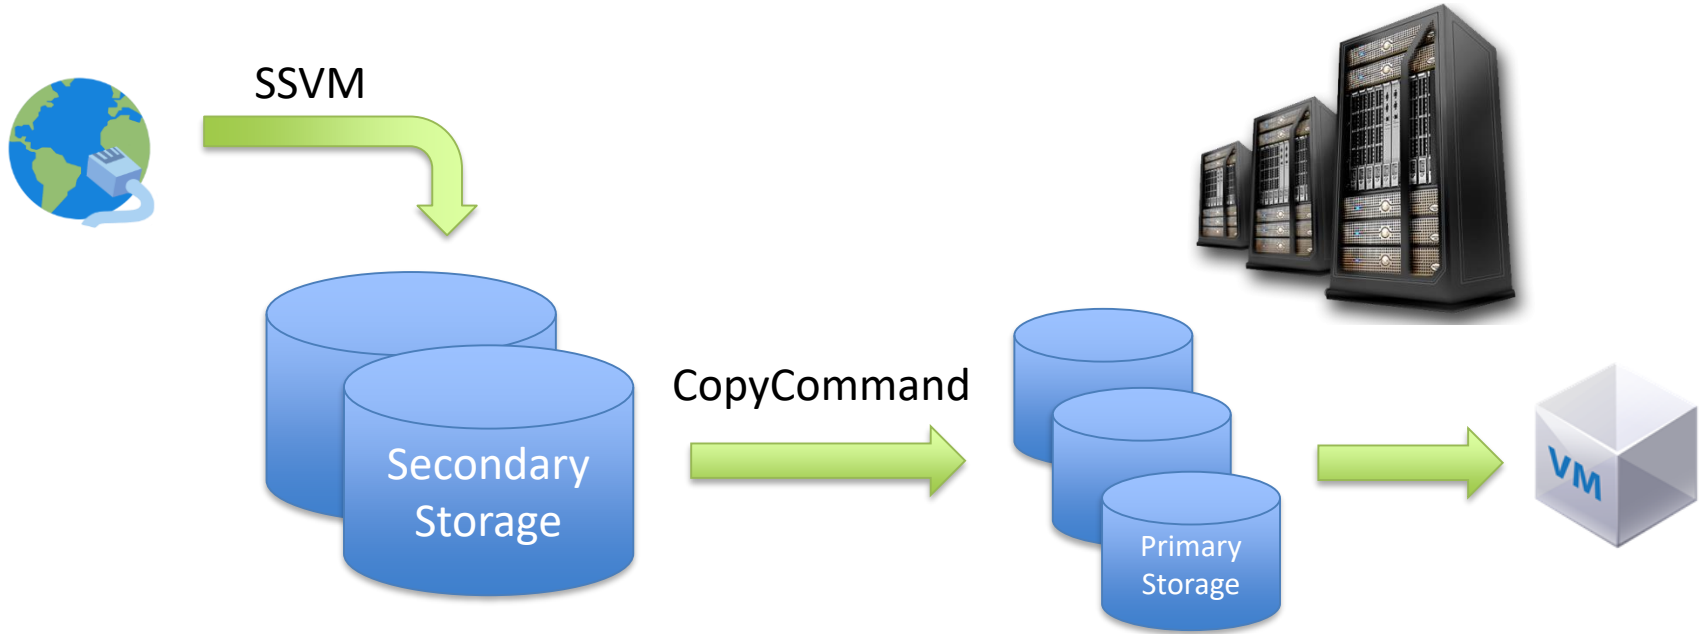 SSVM
CopyCommand
Secondary
Storage
Primary
Storage
VM